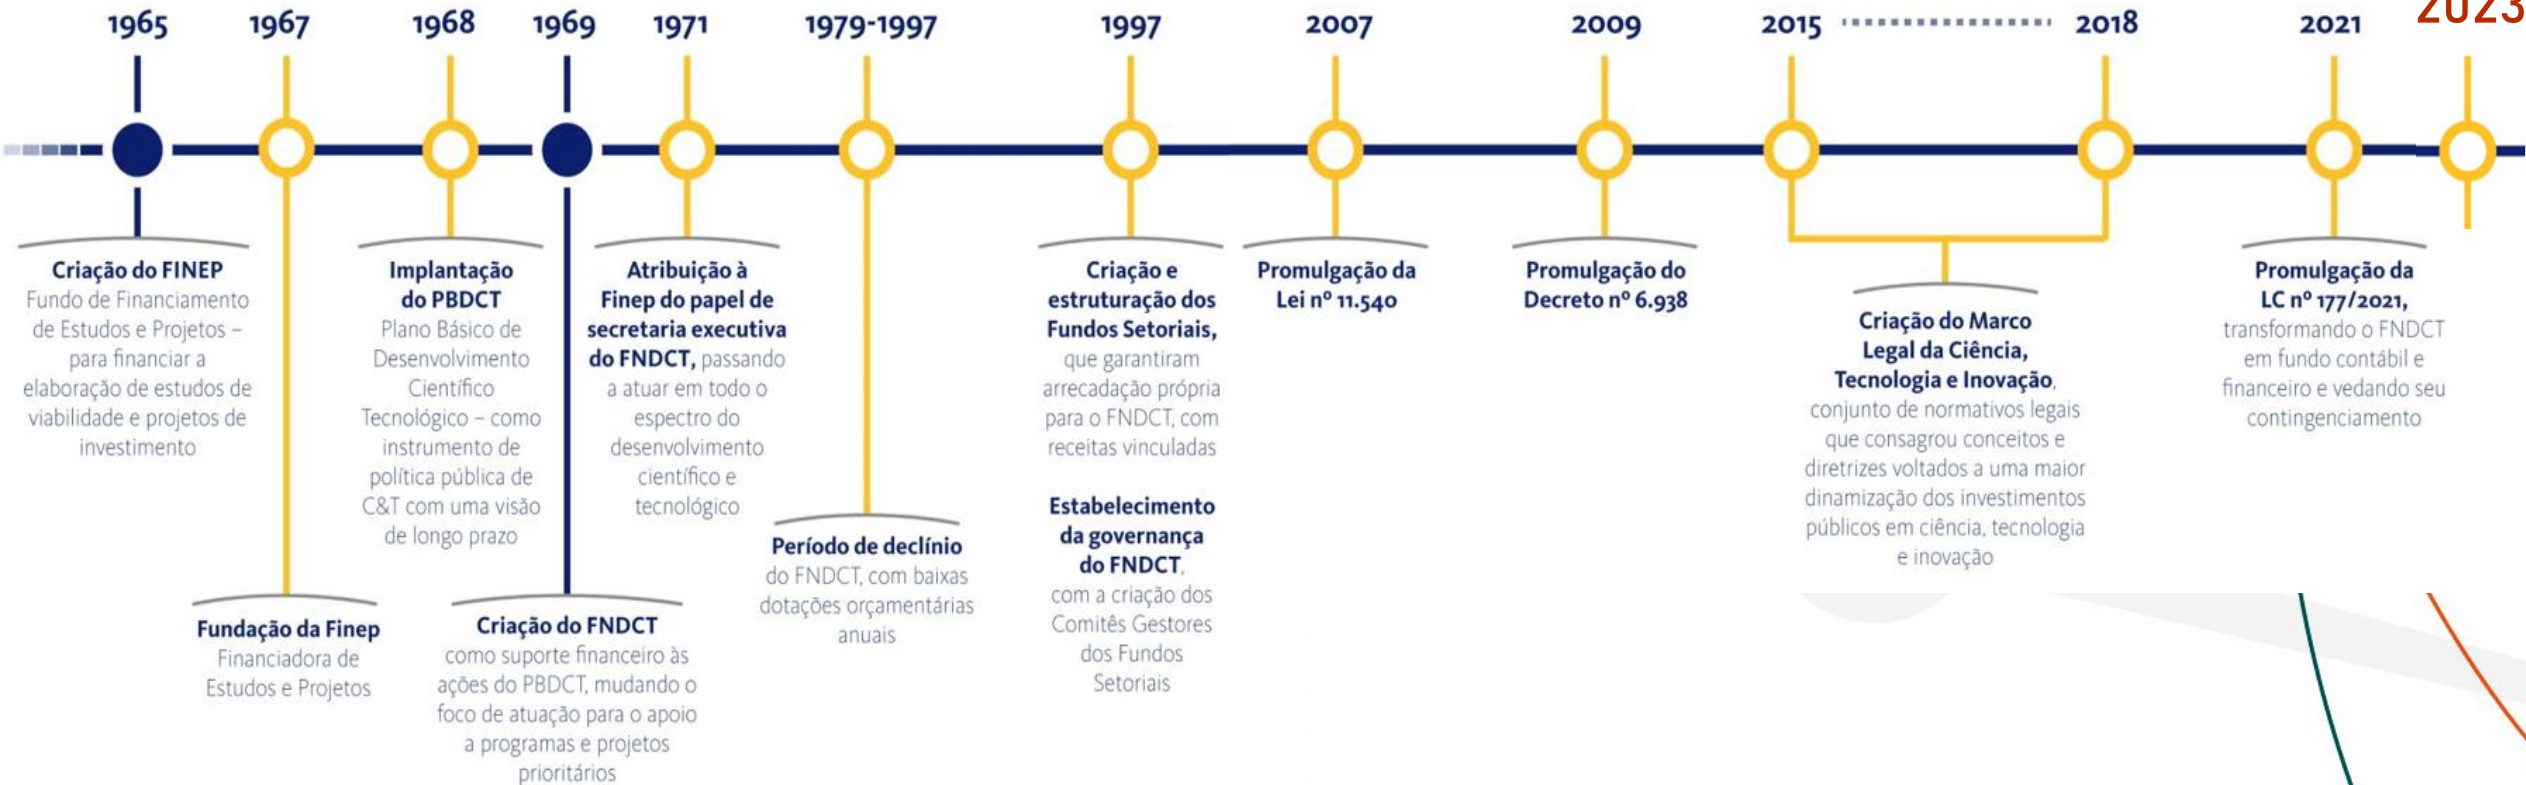 1965
1967
1968
1969
1971
1979-1997
1997
2007
2009
2015
2018
2021
2023
Criação do FINEP
Fundo de Financiamento
de Estudos e Projetos –
para financiar a
elaboração de estudos de
viabilidade e projetos de
investimento
Fundação da Finep
Financiadora de
Estudos e Projetos
Implantação
do PBDCT
Plano Básico de
Desenvolvimento
Científico
Tecnológico – como
instrumento de
política pública de
C&T com uma visão
de longo prazo
Criação do FNDCT
como suporte financeiro às
ações do PBDCT, mudando o
foco de atuação para o apoio
a programas e projetos
prioritários
Atribuição à
Finep do papel de
secretaria executiva
do FNDCT, passando
a atuar em todo o
espectro do
desenvolvimento
científico e
tecnológico
Período de declínio
do FNDCT, com baixas
dotações orçamentárias
anuais
Criação e
estruturação dos
Fundos Setoriais,
que garantiram
arrecadação própria
para o FNDCT, com
receitas vinculadas
Estabelecimento
da governança
do FNDCT,
com a criação dos
Comitês Gestores
dos Fundos
Setoriais
Promulgação da
Lei nº 11.540
Promulgação do
Decreto nº 6.938
Criação do Marco
Legal da Ciência,
Tecnologia e Inovação,
conjunto de normativos legais
que consagrou conceitos e
diretrizes voltados a uma maior
dinamização dos investimentos
públicos em ciência, tecnologia
e inovação
Promulgação da
LC nº 177/2021,
transformando o FNDCT
em fundo contábil e
financeiro e vedando seu
contingenciamento